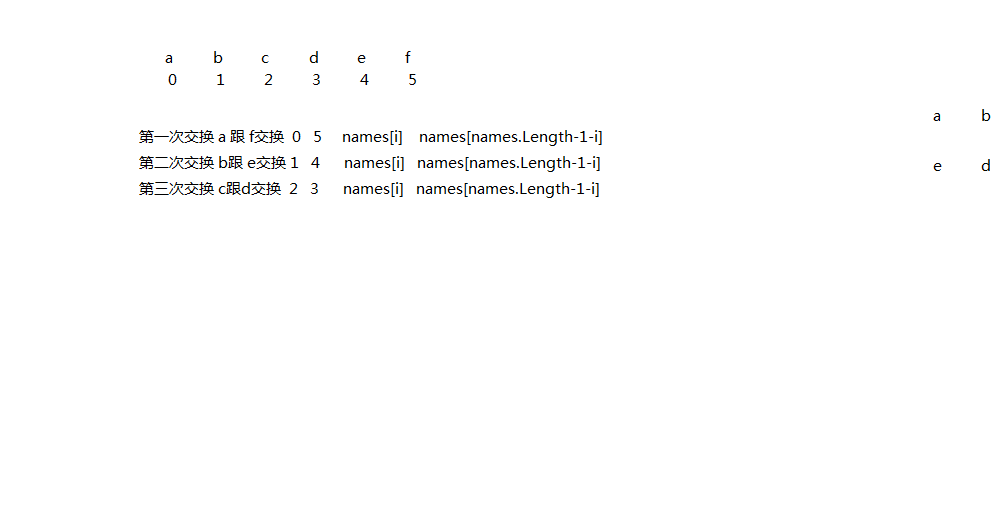 a b c d e f
0 1 2 3 4 5
a b
第一次交换 a 跟 f交换 0 5 names[i] names[names.Length-1-i]
第二次交换 b跟 e交换 1 4 names[i] names[names.Length-1-i]
e d
第三次交换 c跟d交换 2 3 names[i] names[names.Length-1-i]